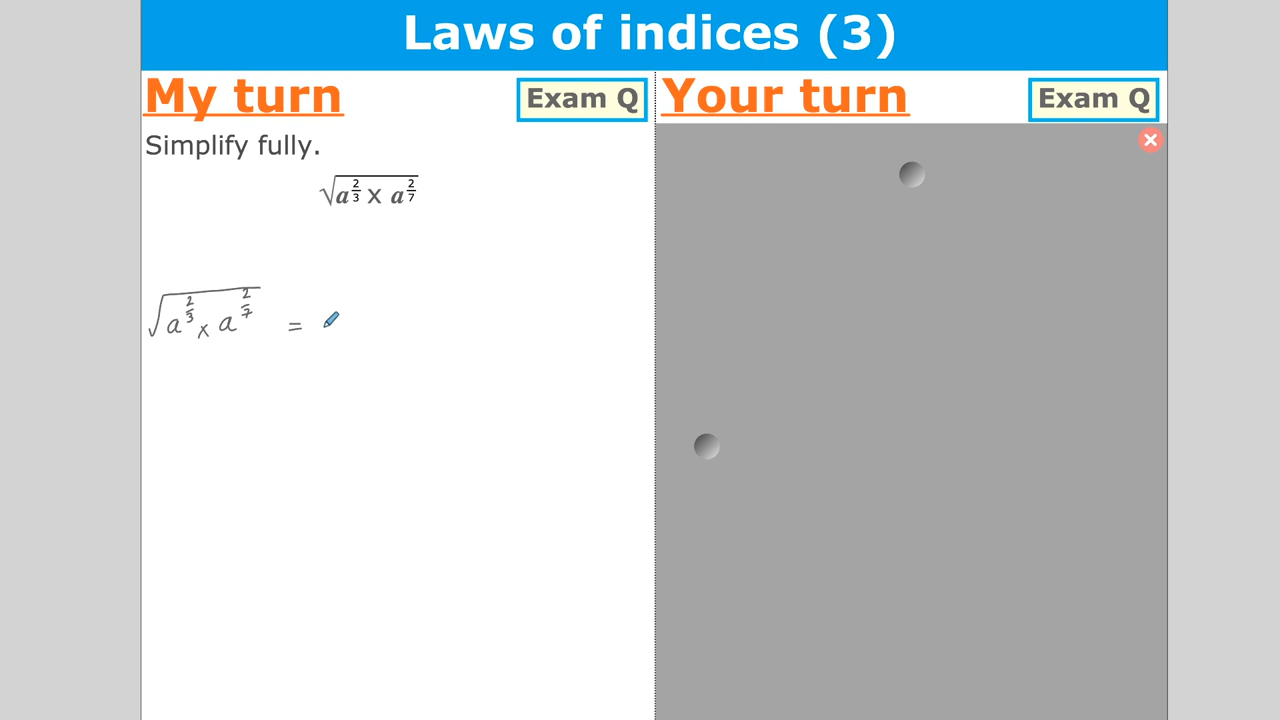 Laws of indices (3)
My turn
Exam Q
Simplify fully.
√(a^(2/3) x a^(2/7))
√(a^(2/3) x a^(2/7)) =
Your turn
Exam Q